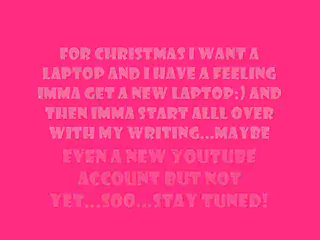 FOR CHRISTMAS I WANT A
LAPTOP AND I HAVE A FEELING
IMMA GET A NEW LAPTOP:) AND
THEN IMMA START ALLL OVER
WITH MY WRITING...MAYBE
EVEN A NEW YOUTUBE
ACCOUNT BUT NOT
YET...SOO...STAY TUNED!